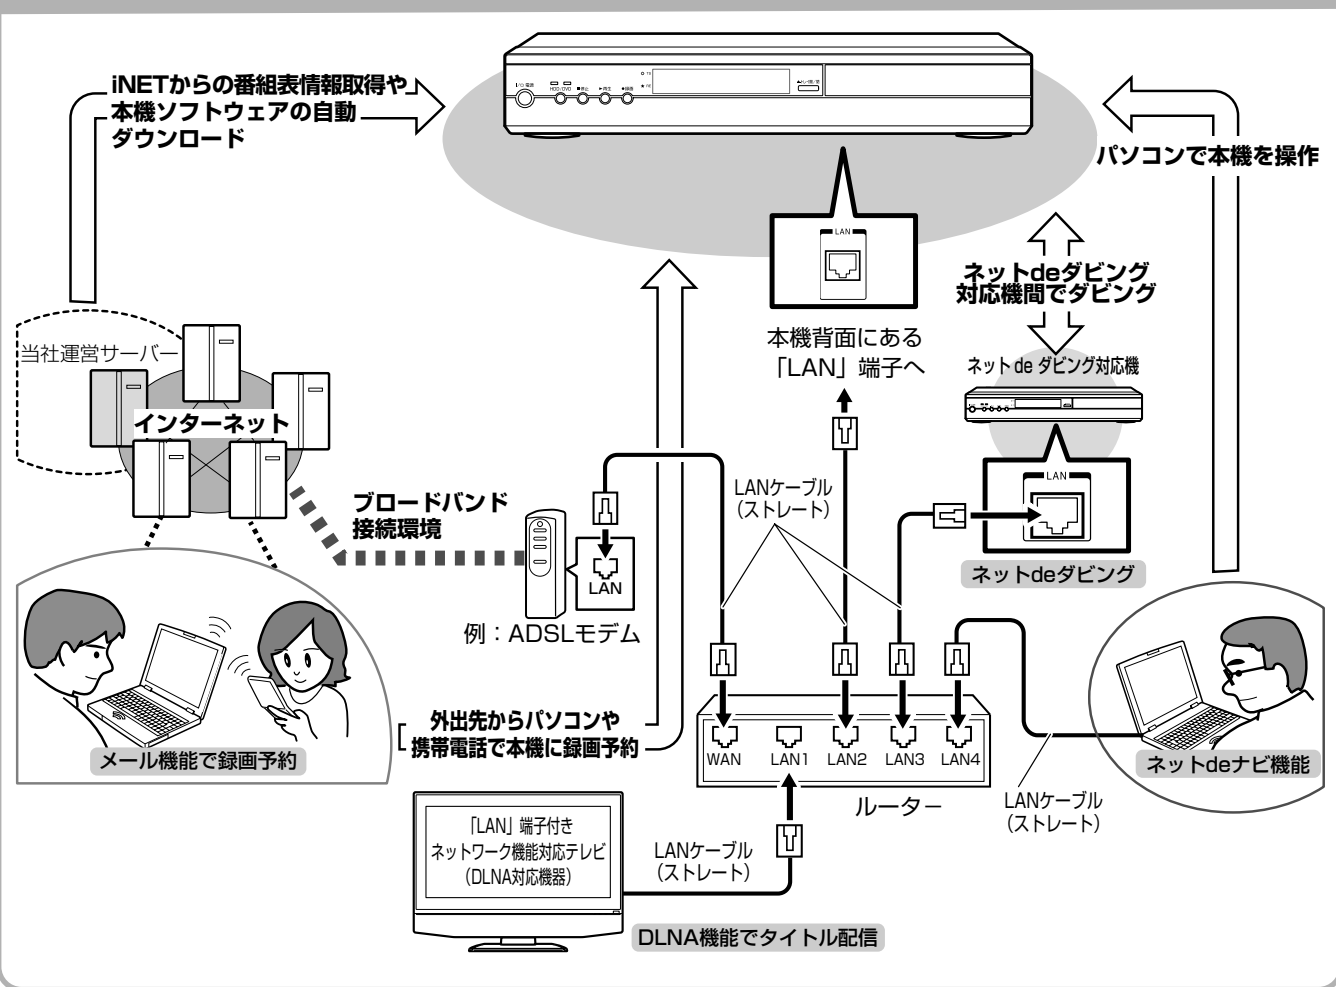 iNETからの番組表情報取得や
本機ソフトウェアの自動
ダウンロード
I/⏻ 電源
HDD/DVD
■停止
▶再生
●録画
パソコンで本機を操作
LAN
本機背面にある
「LAN」端子へ
ネットdeダビング
対応機間でダビング
ネット de ダビング対応機
LAN
ネットdeダビング
当社運営サーバー
インターネット
ブロードバンド
接続環境
LAN
例：ADSLモデム
LANケーブル
（ストレート）
メール機能で録画予約
外出先からパソコンや
携帯電話で本機に録画予約
WAN
LAN1
LAN2
LAN3
LAN4
ルーター
LANケーブル
（ストレート）
ネットdeナビ機能
「LAN」端子付き
ネットワーク機能対応テレビ
（DLNA対応機器）
LANケーブル
（ストレート）
DLNA機能でタイトル配信